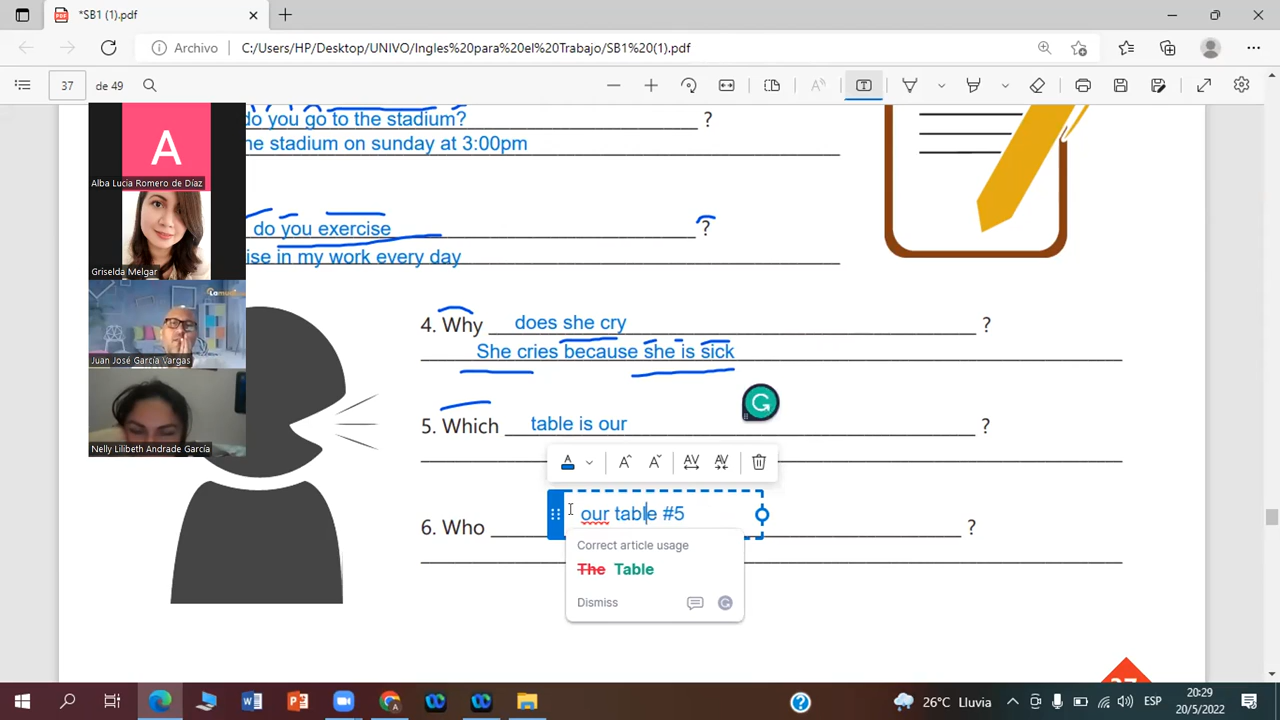 *SB1 (1).pdf
Archivo
C:/Users/HP/Desktop/UNIVO/Ingles%20para%20el%20Trabajo/SB1%20(1).pdf
37 de 49
do you go to the stadium? ?
he stadium on sunday at 3:00pm
A
Alba Lucia Romero de Díaz
do you exercise ?
ise in my work every day
Griselda Melgar
Lamusica
4. Why does she cry ?
She cries because she is sick
Juan José García Vargas
5. Which table is our ?
Nelly Lilibeth Andrade García
our table #5
6. Who ?
Correct article usage
The Table
Dismiss
26°C Lluvia
ESP
20:29
20/5/2022